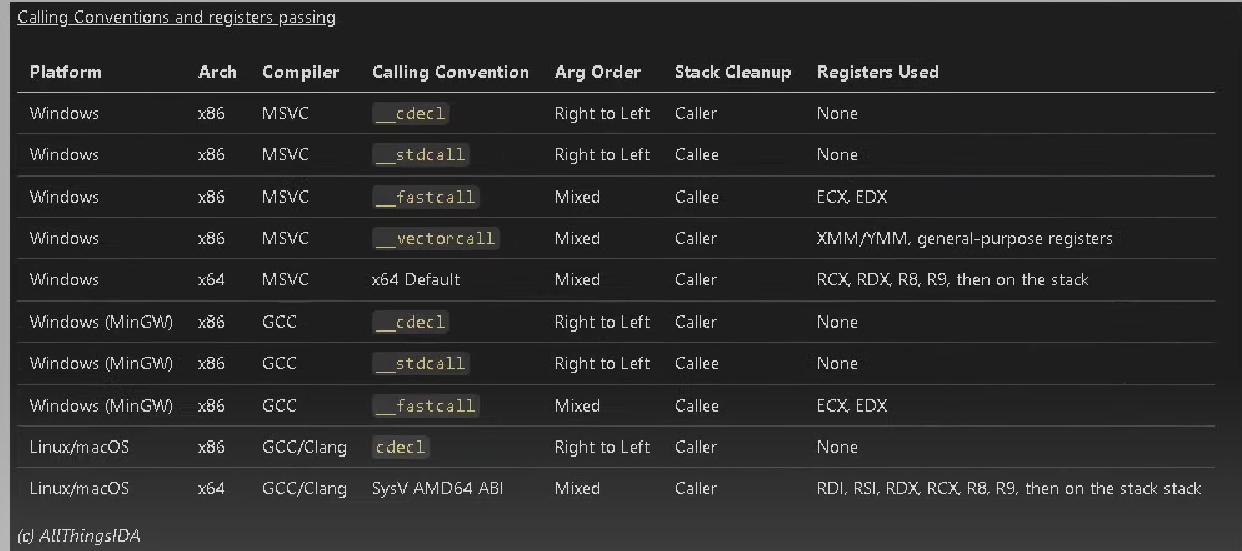 Calling Conventions and registers passing
Platform Arch Compiler Calling Convention Arg Order Stack Cleanup Registers Used
Windows x86 MSVC __cdecl Right to Left Caller None
Windows x86 MSVC __stdcall Right to Left Callee None
Windows x86 MSVC __fastcall Mixed Callee ECX, EDX
Windows x86 MSVC __vectorcall Mixed Caller XMM/YMM, general-purpose registers
Windows x64 MSVC x64 Default Mixed Caller RCX, RDX, R8, R9, then on the stack
Windows (MinGW) x86 GCC __cdecl Right to Left Caller None
Windows (MinGW) x86 GCC __stdcall Right to Left Callee None
Windows (MinGW) x86 GCC __fastcall Mixed Callee ECX, EDX
Linux/macOS x86 GCC/Clang cdecl Right to Left Caller None
Linux/macOS x64 GCC/Clang SysV AMD64 ABI Mixed Caller RDI, RSI, RDX, RCX, R8, R9, then on the stack stack
(c) AllThingsIDA